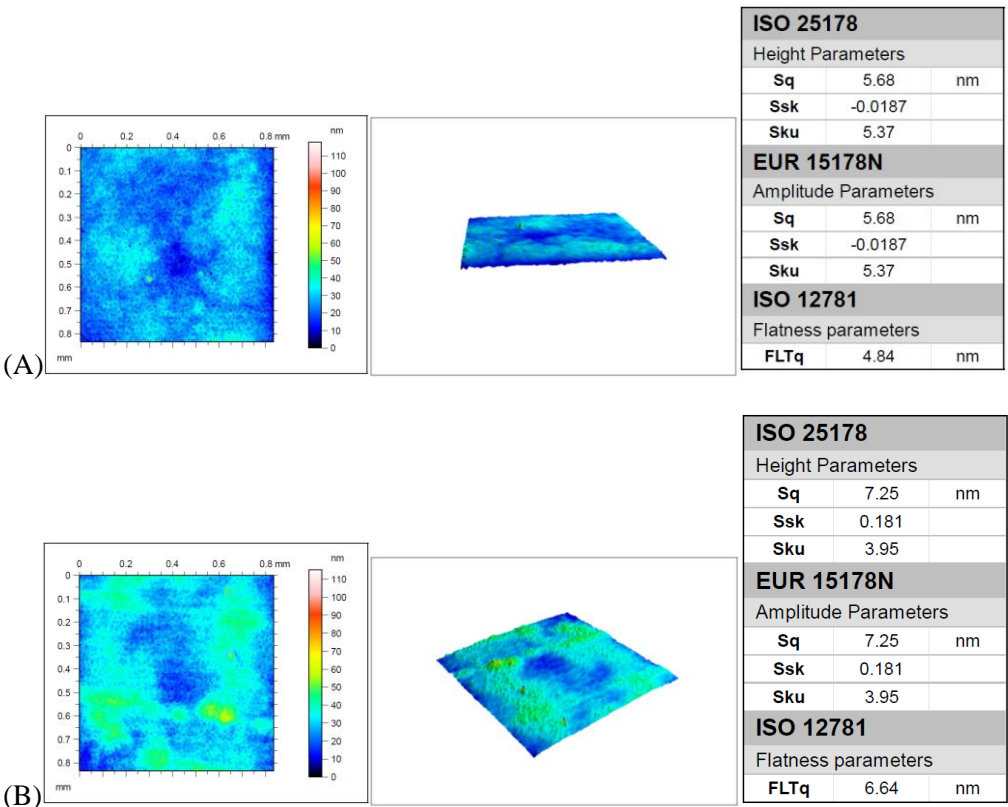 ISO 25178
Height Parameters
Sq 5.68 nm
Ssk -0.0187
Sku 5.37
EUR 15178N
Amplitude Parameters
Sq 5.68 nm
Ssk -0.0187
Sku 5.37
ISO 12781
Flatness parameters
FLTq 4.84 nm
0 0.2 0.4 0.6 0.8 mm
nm
0
0.1
0.2
0.3
0.4
0.5
0.6
0.7
0.8
mm
110
100
90
80
70
60
50
40
30
20
10
0
(A)
ISO 25178
Height Parameters
Sq 7.25 nm
Ssk 0.181
Sku 3.95
EUR 15178N
Amplitude Parameters
Sq 7.25 nm
Ssk 0.181
Sku 3.95
ISO 12781
Flatness parameters
FLTq 6.64 nm
0 0.2 0.4 0.6 0.8 mm
nm
0
0.1
0.2
0.3
0.4
0.5
0.6
0.7
0.8
mm
110
100
90
80
70
60
50
40
30
20
10
0
(B)